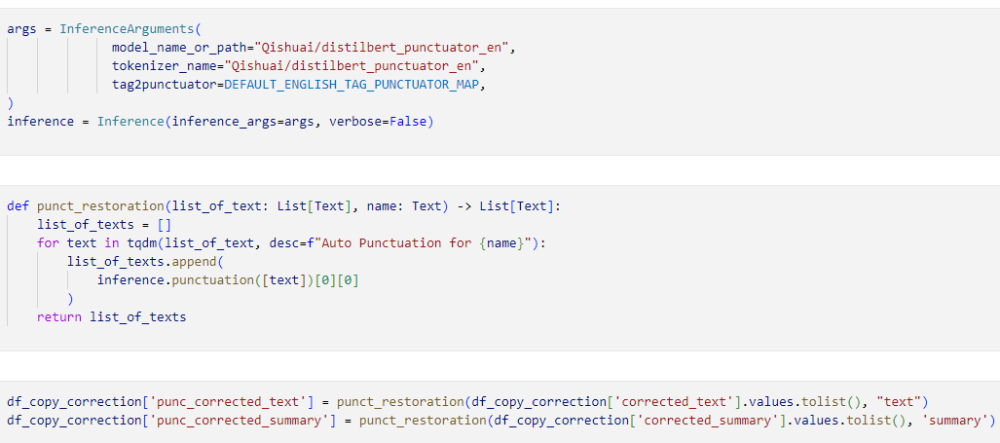 args = InferenceArguments(
model_name_or_path="Qishuai/distilbert_punctuator_en",
tokenizer_name="Qishuai/distilbert_punctuator_en",
tag2punctuator=DEFAULT_ENGLISH_TAG_PUNCTUATOR_MAP,
)
inference = Inference(inference_args=args, verbose=False)
def punct_restoration(list_of_text: List[Text], name: Text) -> List[Text]:
list_of_texts = []
for text in tqdm(list_of_text, desc=f"Auto Punctuation for {name}"):
list_of_texts.append(
inference.punctuation([text])[0][0]
)
return list_of_texts
df_copy_correction['punc_corrected_text'] = punct_restoration(df_copy_correction['corrected_text'].values.tolist(), "text")
df_copy_correction['punc_corrected_summary'] = punct_restoration(df_copy_correction['corrected_summary'].values.tolist(), 'summary')